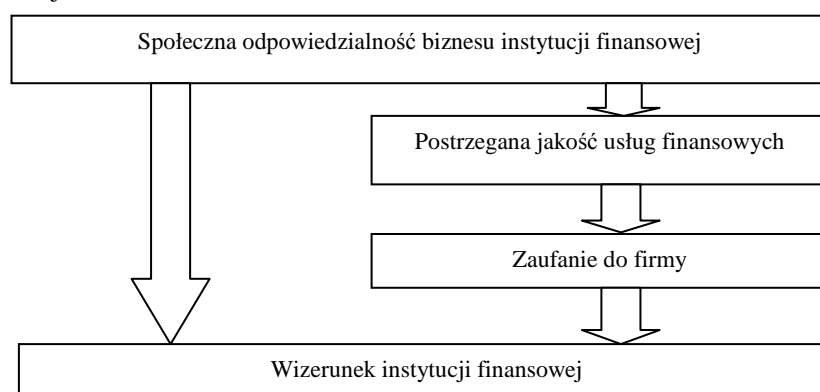 Społeczna odpowiedzialność biznesu instytucji finansowej
Postrzegana jakość usług finansowych
Zaufanie do firmy
Wizerunek instytucji finansowej